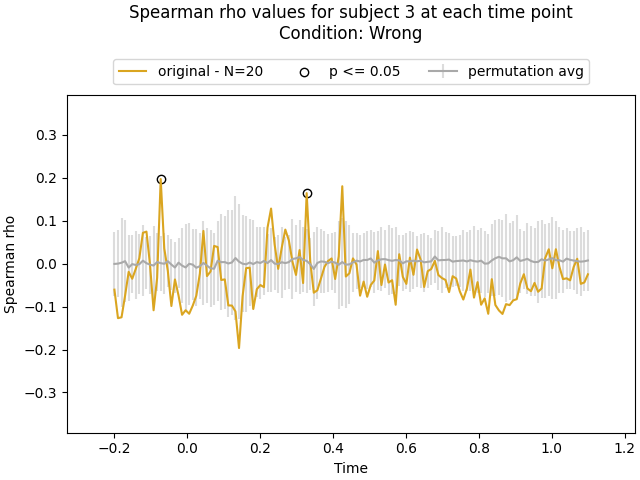 Spearman rho values for subject 3 at each time point
Condition: Wrong
original - N=20 p <= 0.05 permutation avg
0.3
0.2
0.1
0.0
−0.1
−0.2
−0.3
Spearman rho
−0.2 0.0 0.2 0.4 0.6 0.8 1.0 1.2
Time